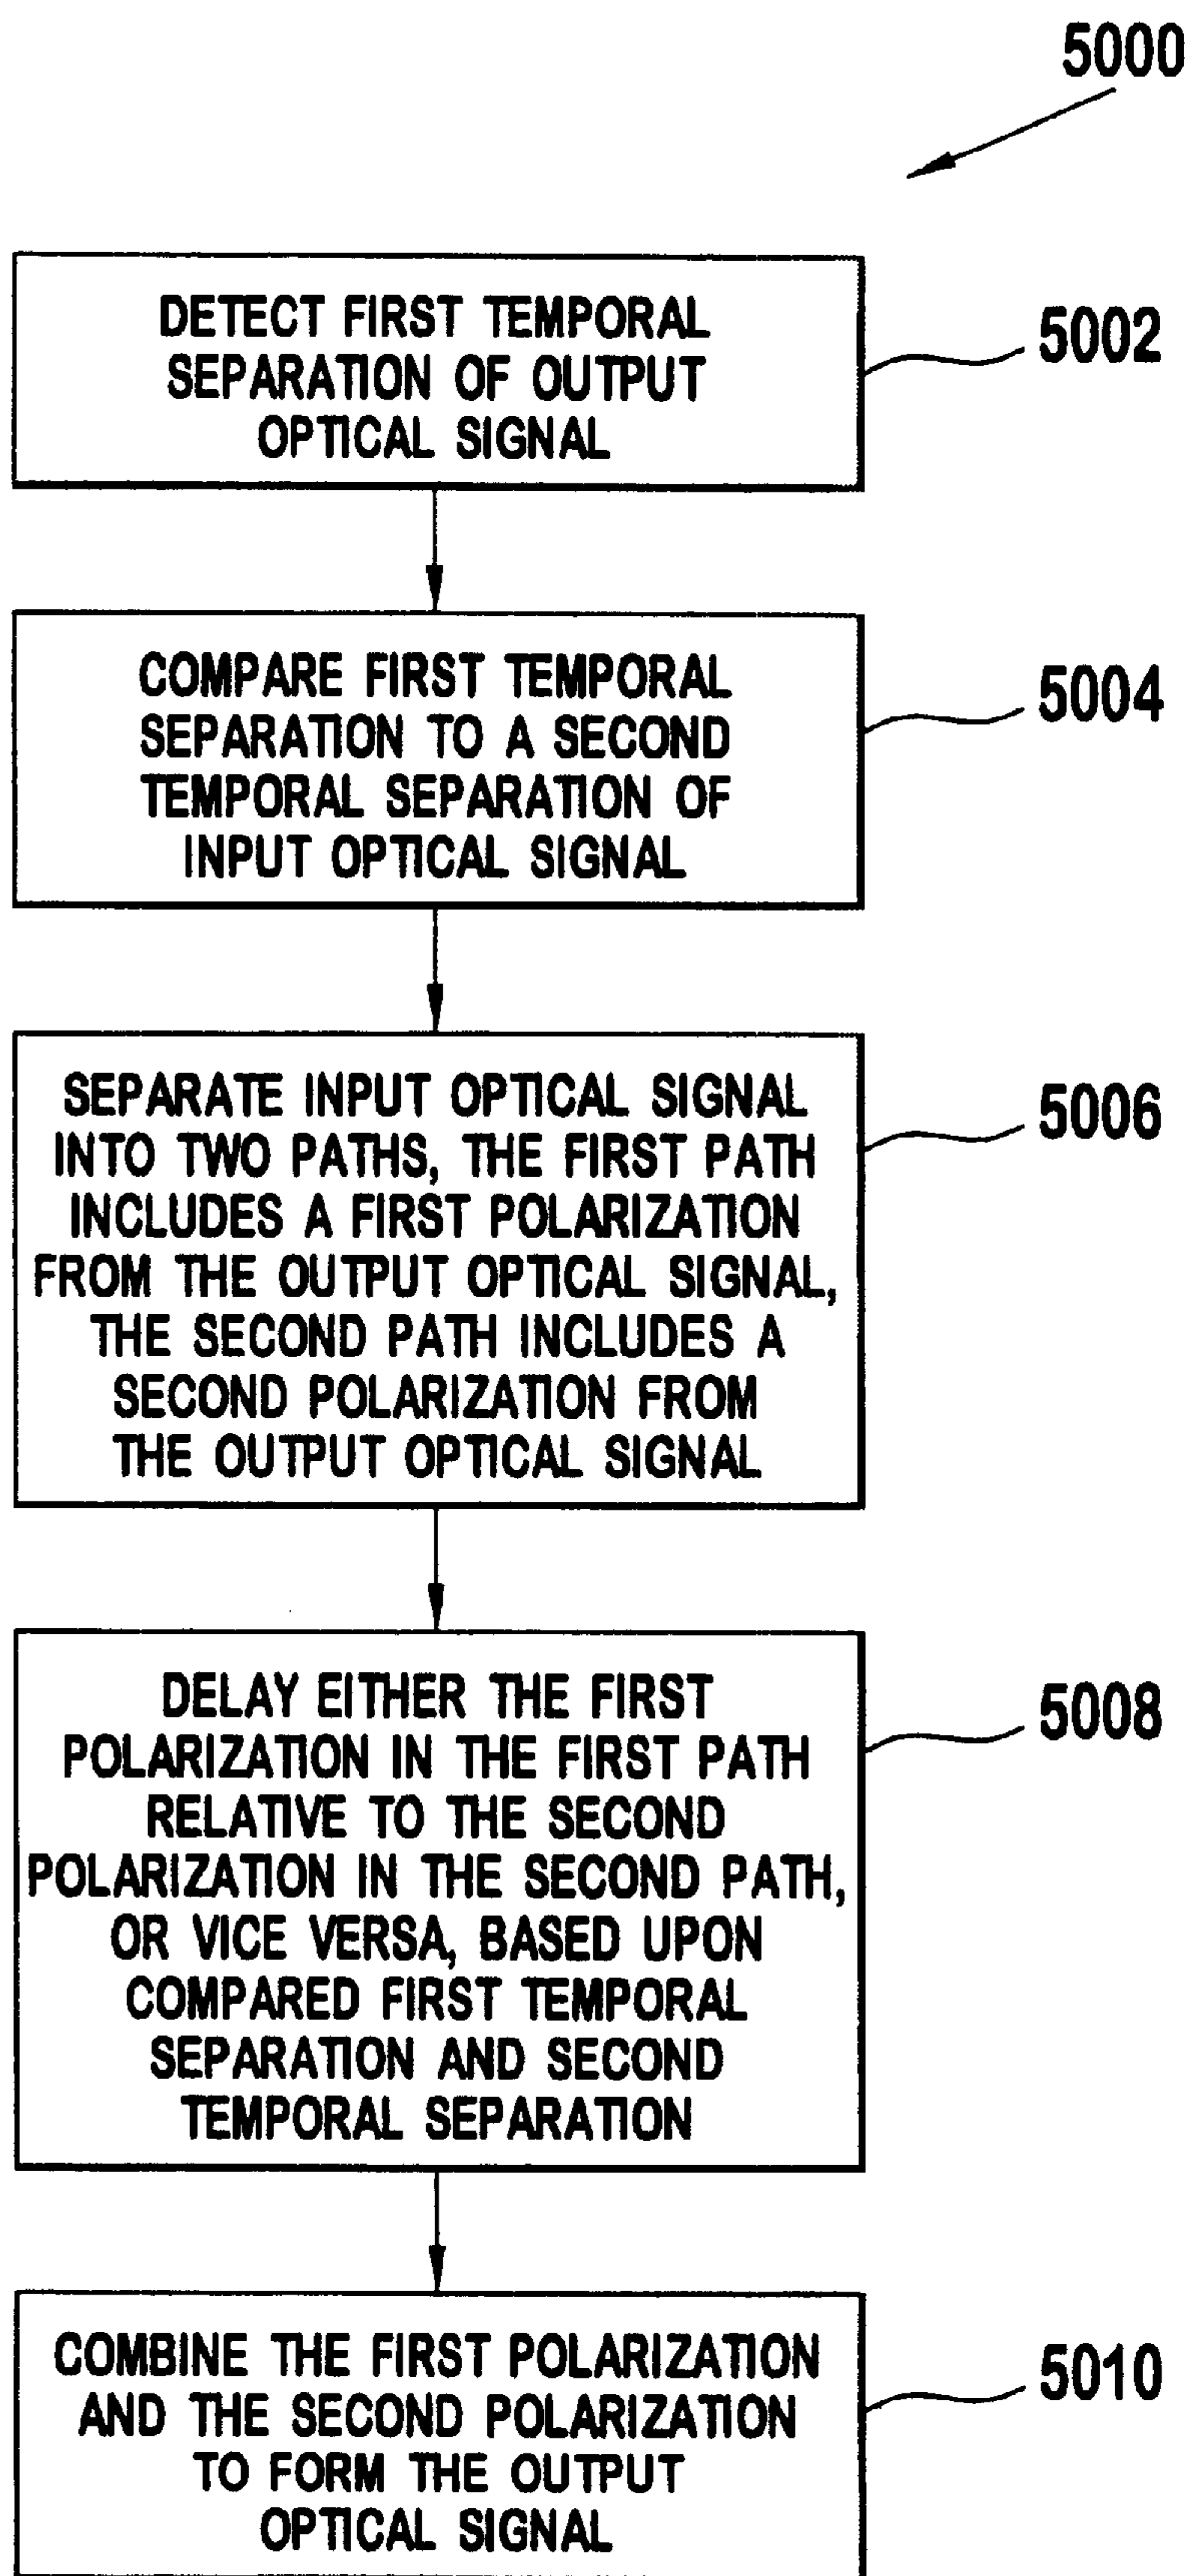 5000
DETECT FIRST TEMPORAL
SEPARATION OF OUTPUT
OPTICAL SIGNAL
5002
COMPARE FIRST TEMPORAL
SEPARATION TO A SECOND
TEMPORAL SEPARATION OF
INPUT OPTICAL SIGNAL
5004
SEPARATE INPUT OPTICAL SIGNAL
INTO TWO PATHS, THE FIRST PATH
INCLUDES A FIRST POLARIZATION
FROM THE OUTPUT OPTICAL SIGNAL,
THE SECOND PATH INCLUDES A
SECOND POLARIZATION FROM
THE OUTPUT OPTICAL SIGNAL
5006
DELAY EITHER THE FIRST
POLARIZATION IN THE FIRST PATH
RELATIVE TO THE SECOND
POLARIZATION IN THE SECOND PATH,
OR VICE VERSA, BASED UPON
COMPARED FIRST TEMPORAL
SEPARATION AND SECOND
TEMPORAL SEPARATION
5008
COMBINE THE FIRST POLARIZATION
AND THE SECOND POLARIZATION
TO FORM THE OUTPUT
OPTICAL SIGNAL
5010